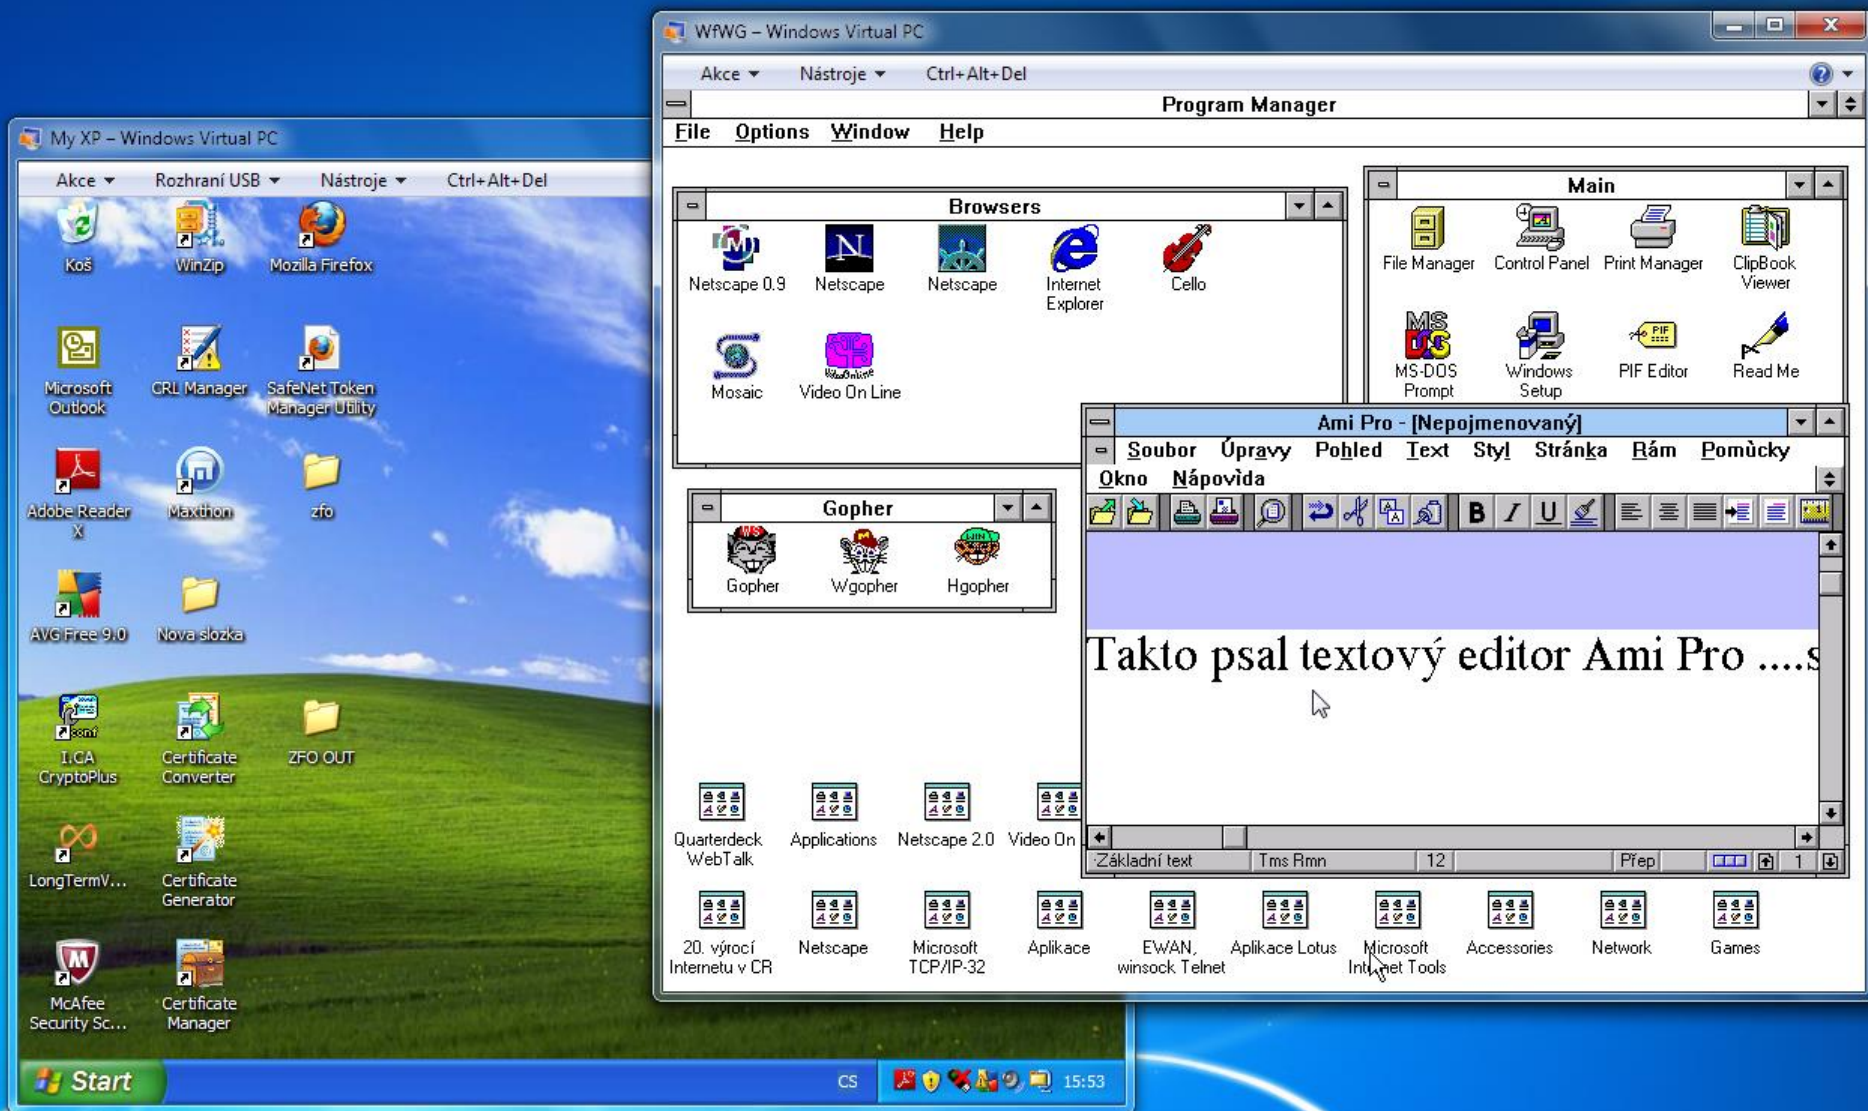 My XP – Windows Virtual PC
Akce Rozhraní USB Nástroje Ctrl+Alt+Del
Koš WinZip Mozilla Firefox
Microsoft Outlook CRL Manager SafeNet Token Manager Utility
Adobe Reader X Maxthon zfo
AVG Free 9.0 Nova slozka
I.CA CryptoPlus Certificate Converter ZFO OUT
LongTermV... Certificate Generator
McAfee Security Sc... Certificate Manager
Start CS 15:53
WfWG – Windows Virtual PC
Akce Nástroje Ctrl+Alt+Del
Program Manager
File Options Window Help
Browsers
Netscape 0.9 Netscape Netscape Internet Explorer Cello
Mosaic Video On Line
Main
File Manager Control Panel Print Manager ClipBook Viewer
MS-DOS Prompt Windows Setup PIF Editor Read Me
Gopher
Gopher Wgopher Hgopher
Ami Pro - [Nepojmenovaný]
Soubor Úpravy Pohled Text Styl Stránka Rám Pomùcky
Okno Nápovìda
B I U
Takto psal textový editor Ami Pro ....s
Základní text Tms Rmn 12 Přep 1
Quarterdeck WebTalk Applications Netscape 2.0 Video On
20. výrocí Internetu v CR Netscape Microsoft TCP/IP-32 Aplikace EWAN, winsock Telnet Aplikace Lotus Microsoft Internet Tools Accessories Network Games